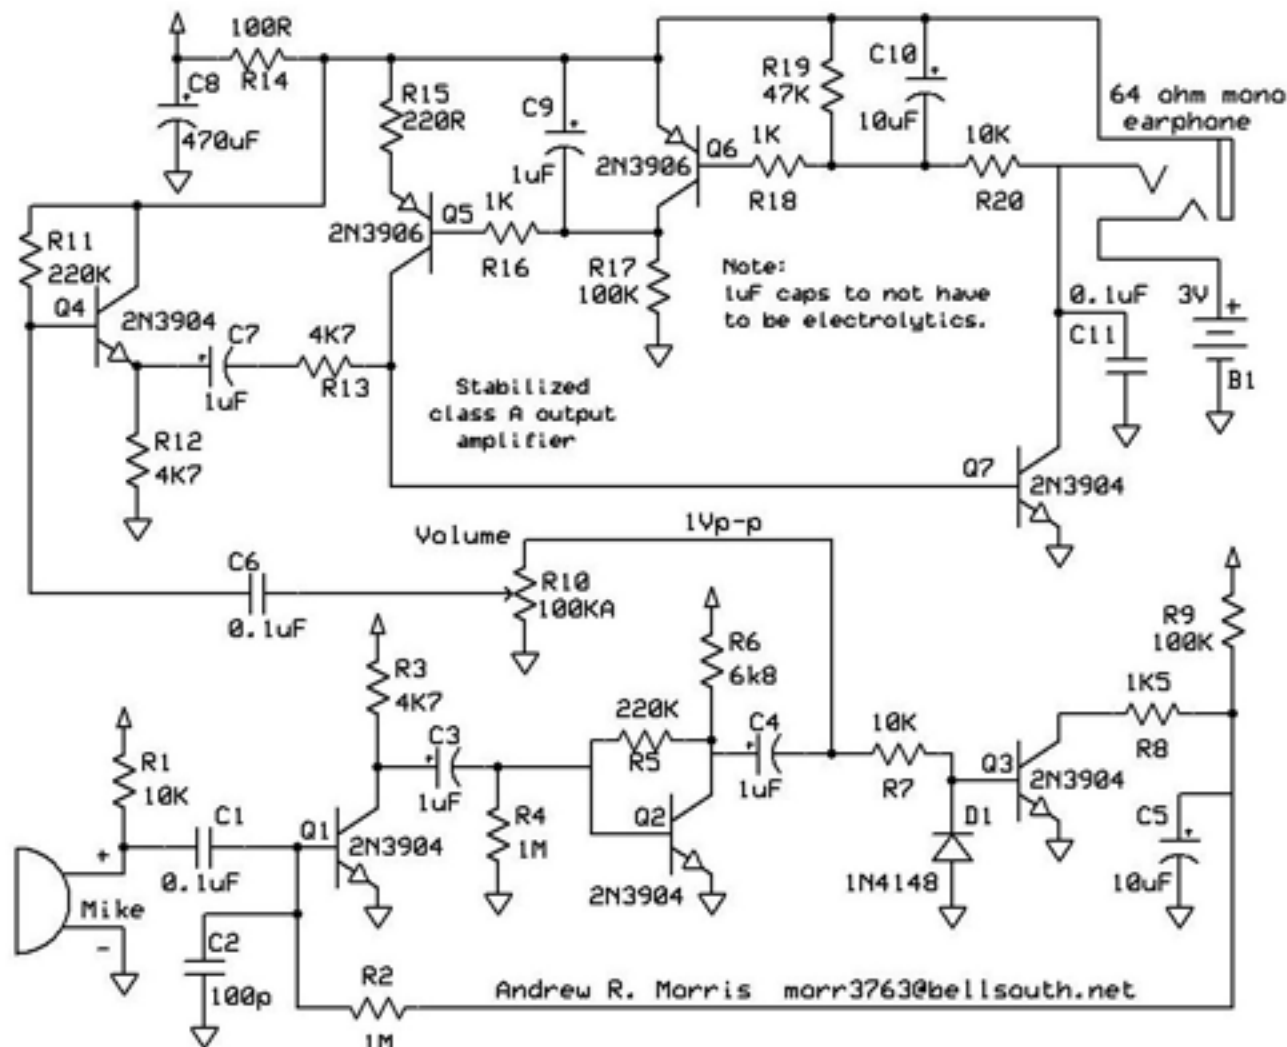 100R
R14
C8
470uF
R15
220R
C9
1uF
2N3906
Q6
1K
R18
R19
47K
C10
10uF
10K
R20
64 ohm mono
earphone
R11
220K
Q4
2N3904
2N3906
Q5
1K
R16
R17
100K
Note:
1uF caps to not have
to be electrolytics.
0.1uF
C11
3V
+
B1
C7
1uF
4K7
R13
Stabilized
class A output
amplifier
R12
4K7
Q7
2N3904
Volume
1Vp-p
C6
0.1uF
R10
100KA
R3
4K7
R6
6k8
R9
100K
R1
10K
C3
1uF
220K
R5
C4
1uF
10K
R7
1K5
R8
C1
0.1uF
Q1
2N3904
R4
1M
Q2
2N3904
Q3
2N3904
D1
1N4148
C5
10uF
+
Mike
-
C2
100p
R2
1M
Andrew R. Morris morr3763@bellsouth.net